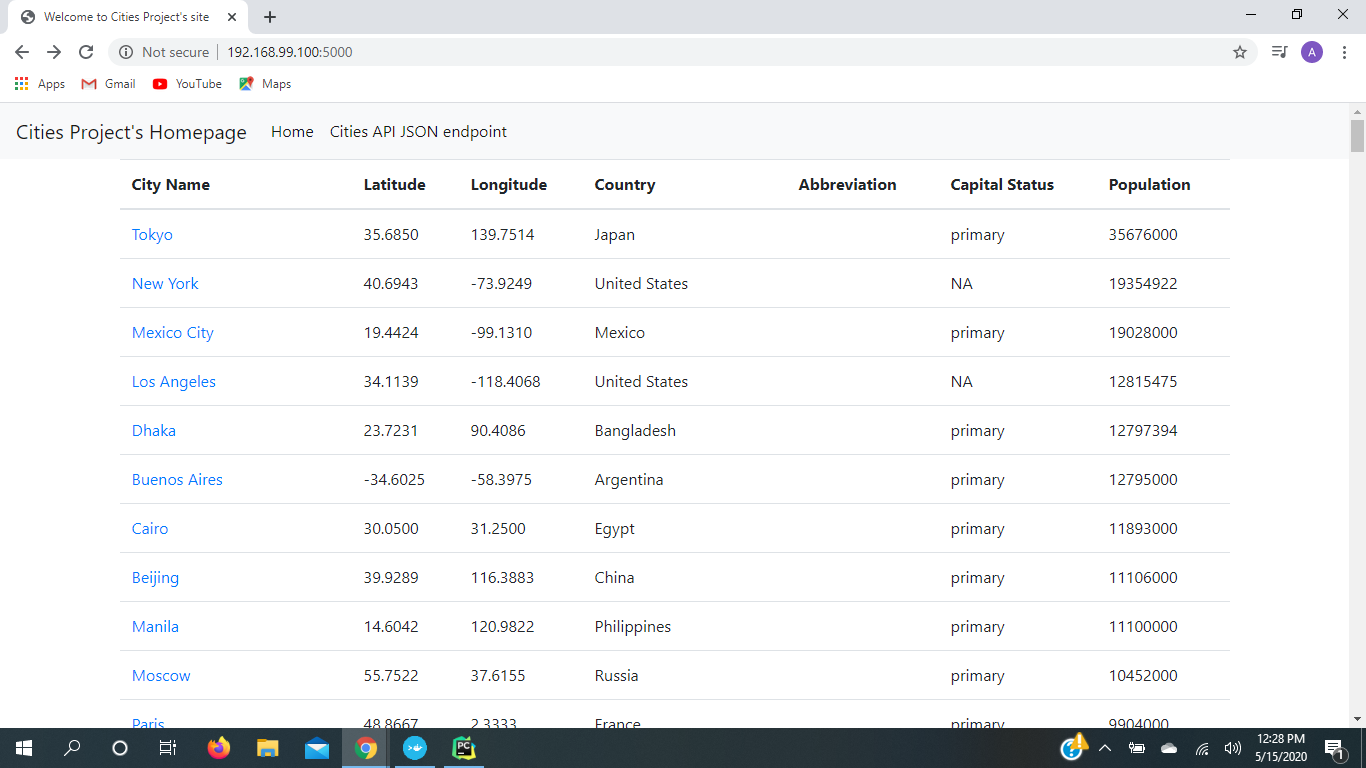 Welcome to Cities Project's site
Not secure 192.168.99.100:5000
A
Apps Gmail YouTube Maps
Cities Project's Homepage Home Cities API JSON endpoint
City Name Latitude Longitude Country Abbreviation Capital Status Population
Tokyo 35.6850 139.7514 Japan primary 35676000
New York 40.6943 -73.9249 United States NA 19354922
Mexico City 19.4424 -99.1310 Mexico primary 19028000
Los Angeles 34.1139 -118.4068 United States NA 12815475
Dhaka 23.7231 90.4086 Bangladesh primary 12797394
Buenos Aires -34.6025 -58.3975 Argentina primary 12795000
Cairo 30.0500 31.2500 Egypt primary 11893000
Beijing 39.9289 116.3883 China primary 11106000
Manila 14.6042 120.9822 Philippines primary 11100000
Moscow 55.7522 37.6155 Russia primary 10452000
Paris 48.8667 2.3333 France primary 9904000
PC
12:28 PM
5/15/2020
1